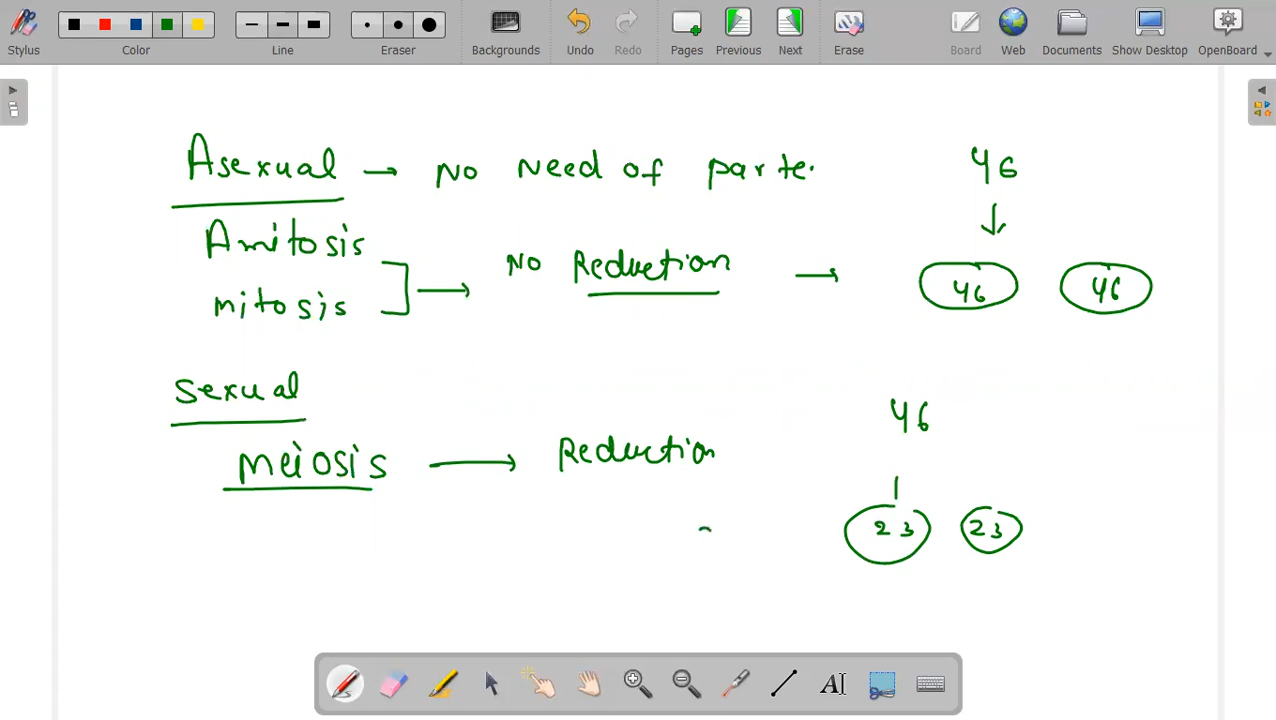 Color
Line
Eraser
Stylus Backgrounds Undo Redo Pages Previous Next Erase Board Web Documents Show Desktop OpenBoard
Asexual → No Need of parte.
46
↓
Amitosis
mitosis
→ No Reduction →
46 46
Sexual
46
meiosis → Reduction
23 23
AI